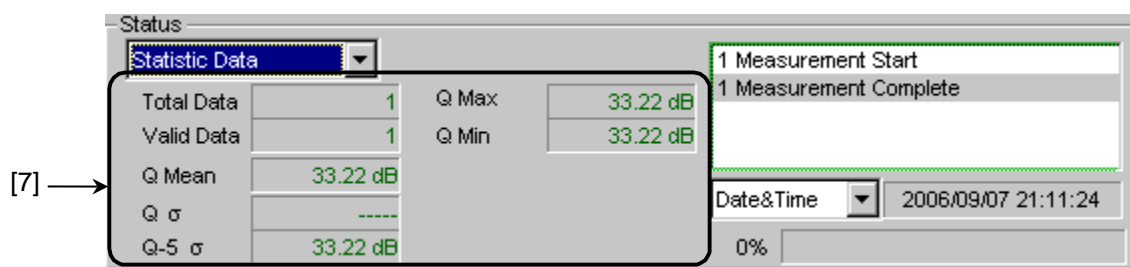 Status
Statistic Data
1 Measurement Start
1 Measurement Complete
Total Data 1 Q Max 33.22 dB
Valid Data 1 Q Min 33.22 dB
[7]
Q Mean 33.22 dB
Date&Time 2006/09/07 21:11:24
Q σ -----
Q-5 σ 33.22 dB
0%